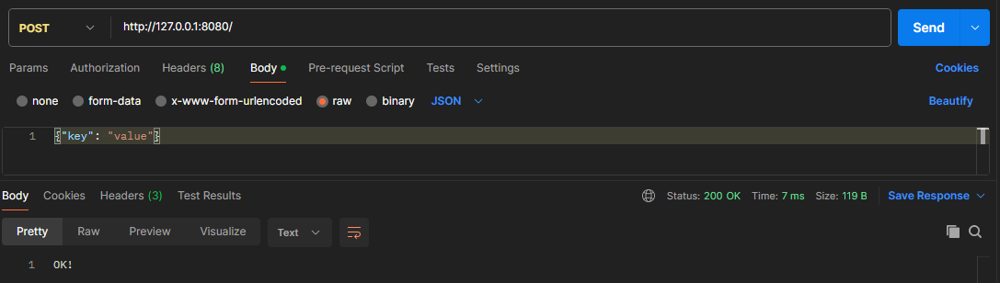 POST http://127.0.0.1:8080/ Send
Params Authorization Headers (8) Body Pre-request Script Tests Settings Cookies
none form-data x-www-form-urlencoded raw binary JSON Beautify
1 {"key": "value"}
Body Cookies Headers (3) Test Results Status: 200 OK Time: 7 ms Size: 119 B Save Response
Pretty Raw Preview Visualize Text
1 OK!